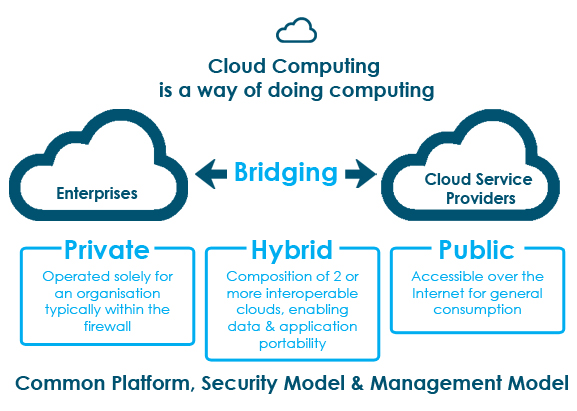 Cloud Computing
is a way of doing computing
Enterprises
Bridging
Cloud Service
Providers
Private
Operated solely for
an organisation
typically within the
firewall
Hybrid
Composition of 2 or
more interoperable
clouds, enabling
data & application
portability
Public
Accessible over the
Internet for general
consumption
Common Platform, Security Model & Management Model